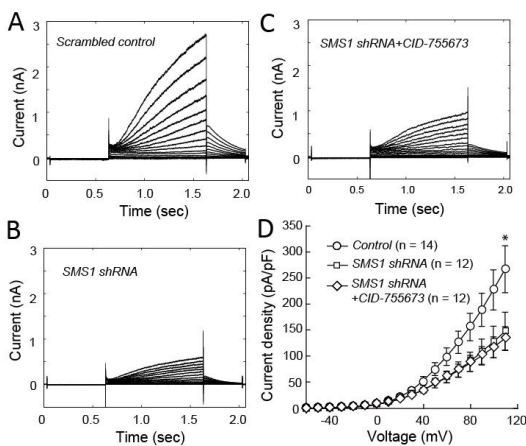 A
Scrambled control
3
2
1
0
Current (nA)
0 0.5 1.0 1.5 2.0
Time (sec)
B
SMS1 shRNA
3
2
1
0
Current (nA)
0 0.5 1.0 1.5 2.0
Time (sec)
C
SMS1 shRNA+CID-755673
3
2
1
0
Current (nA)
0 0.5 1.0 1.5 2.0
Time (sec)
D
350
300
250
200
150
100
50
0
Current density (pA/pF)
Control (n = 14)
SMS1 shRNA (n = 12)
SMS1 shRNA
+CID-755673 (n = 12)
*
-40 0 40 80 120
Voltage (mV)